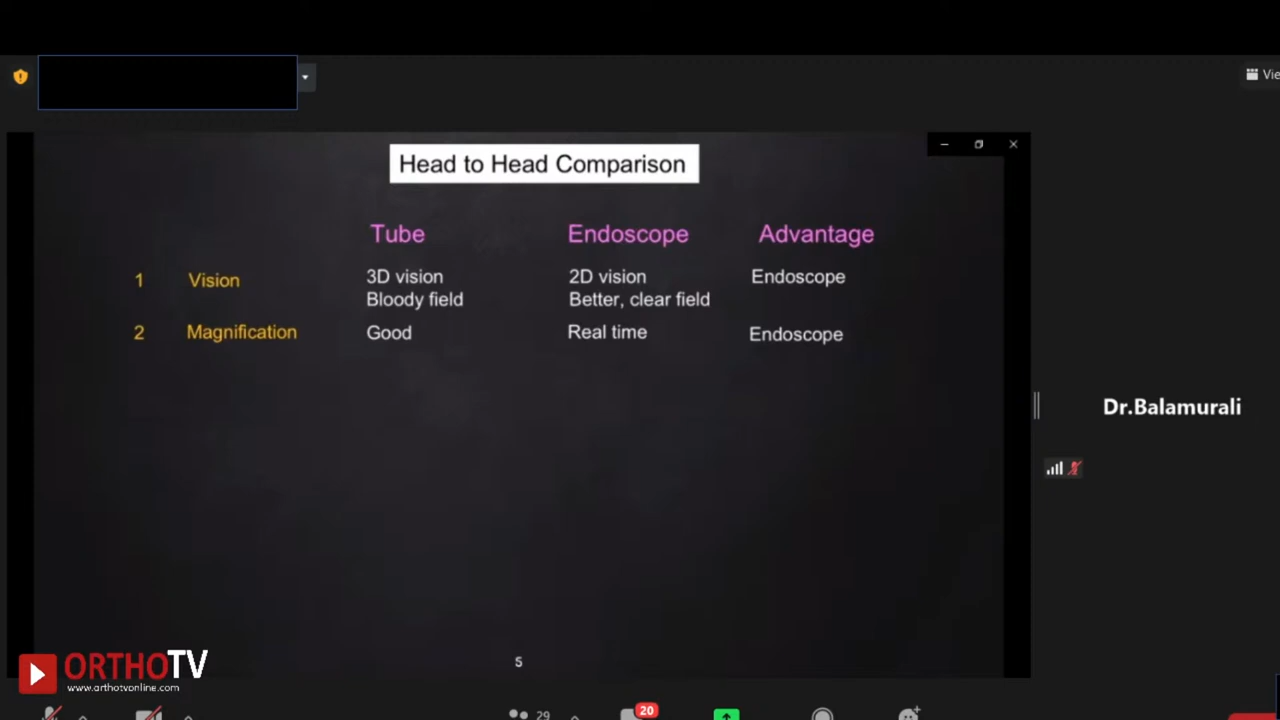 Vie
Head to Head Comparison
Tube Endoscope Advantage
1 Vision 3D vision 2D vision Endoscope
Bloody field Better, clear field
2 Magnification Good Real time Endoscope
Dr.Balamurali
5
ORTHOTV
www.orthotvonline.com
29
20